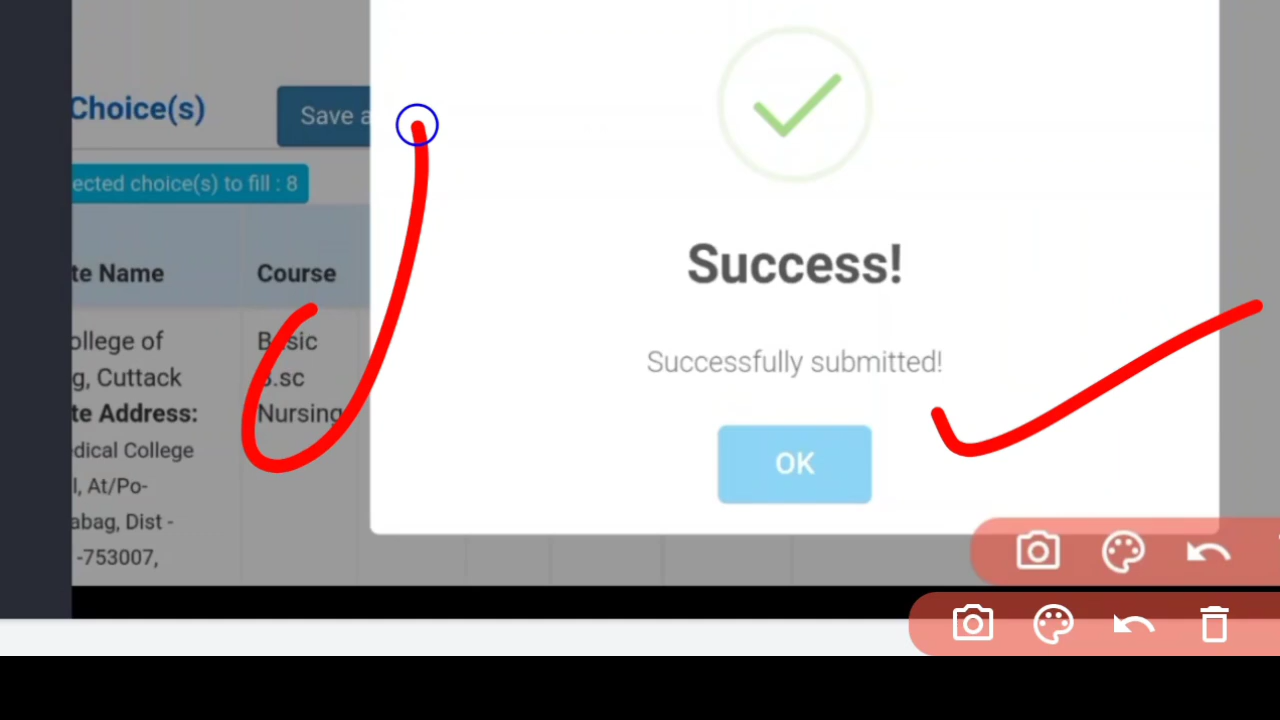 Choice(s)
Save a
ected choice(s) to fill : 8
te Name
Course
ollege of
g, Cuttack
te Address:
dical College
l, At/Po-
abag, Dist -
-753007,
Basic
B.sc
Nursing
Success!
Successfully submitted!
OK